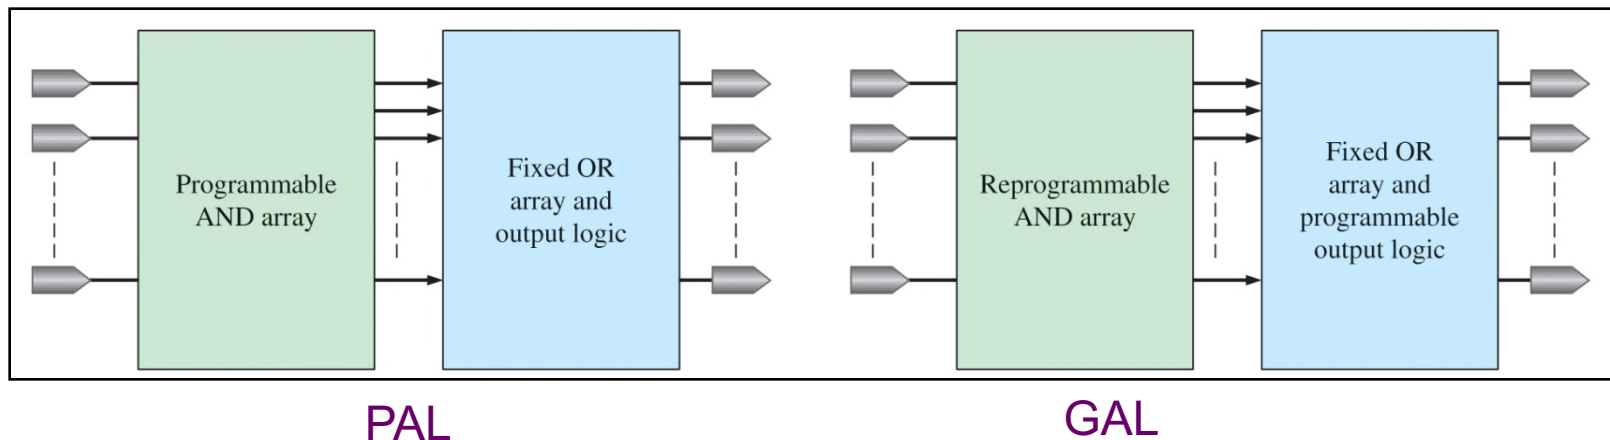 Programmable
AND array
Fixed OR
array and
output logic
Reprogrammable
AND array
Fixed OR
array and
programmable
output logic
PAL
GAL